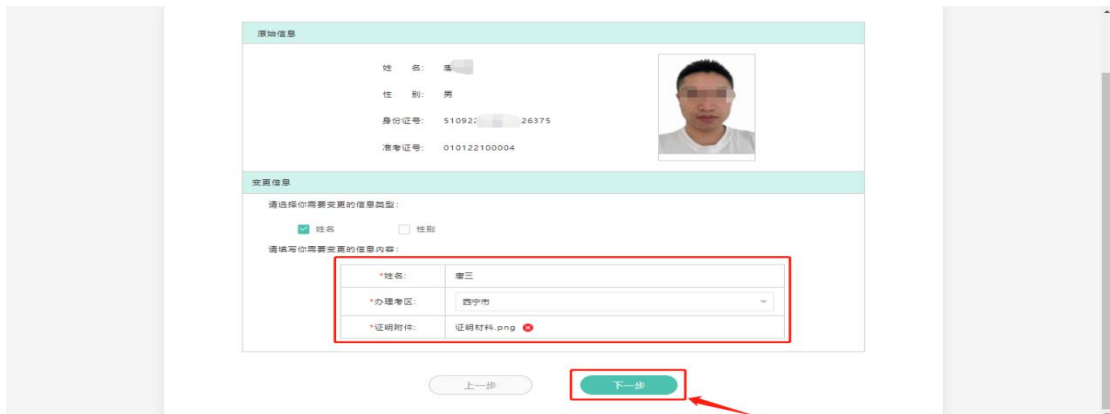 原始信息
姓 名: 唐
性 别: 男
身份证号: 51092 26375
准考证号: 010122100004
变更信息
请选择你需要变更的信息类型:
姓名 性别
请填写你需要变更的信息内容:
*姓名: 唐三
*办理考区: 西宁市
*证明附件: 证明材料.png
上一步 下一步